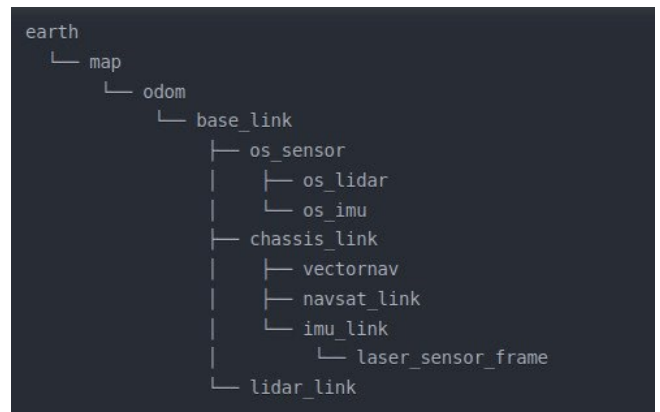 earth
└── map
└── odom
└── base_link
├── os_sensor
│ ├── os_lidar
│ └── os_imu
├── chassis_link
│ ├── vectornav
│ ├── navsat_link
│ └── imu_link
│ └── laser_sensor_frame
└── lidar_link